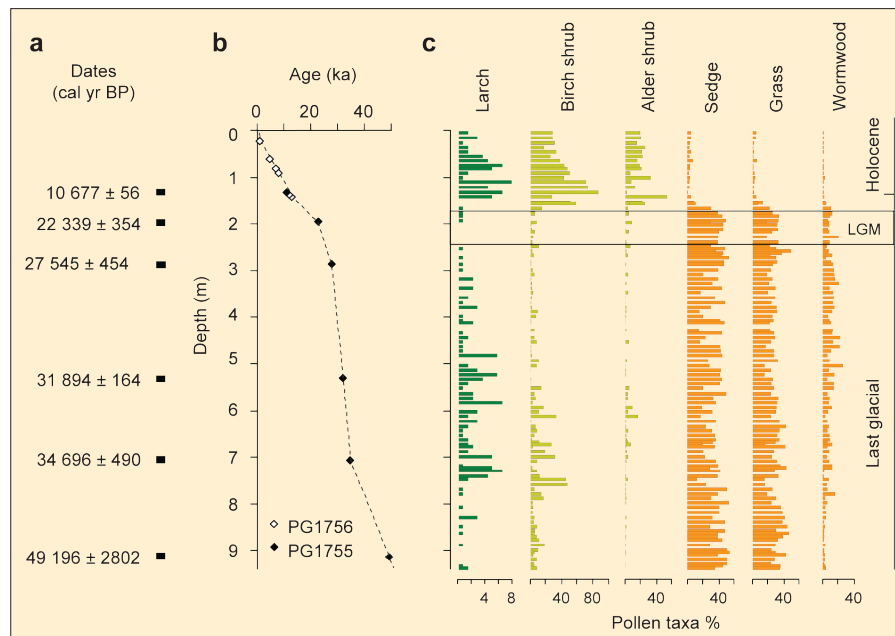 a
Dates
(cal yr BP)
10 677 ± 56
22 339 ± 354
27 545 ± 454
31 894 ± 164
34 696 ± 490
49 196 ± 2802
b
Age (ka)
0 20 40
Depth (m)
0
1
2
3
4
5
6
7
8
9
PG1756
PG1755
c
Larch
Birch shrub
Alder shrub
Sedge
Grass
Wormwood
Holocene
LGM
Last glacial
4 8 40 80 40 40 40 40
Pollen taxa %